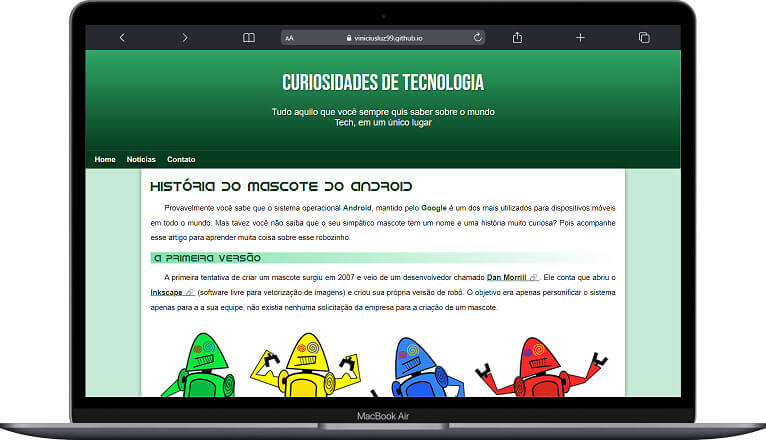 AA
viniciusluz99.github.io
CURIOSIDADES DE TECNOLOGIA
Tudo aquilo que você sempre quis saber sobre o mundo
Tech, em um único lugar
Home Notícias Contato
HISTÓRIA DO MASCOTE DO ANDROID
Provavelmente você sabe que o sistema operacional Android, mantido pelo Google é um dos mais utilizados para dispositivos móveis
em todo o mundo. Mas tavez você não saiba que o seu simpático mascote tem um nome e uma história muito curiosa? Pois acompanhe
esse artigo para aprender muita coisa sobre esse robozinho.
A PRIMEIRA VERSÃO
A primeira tentativa de criar um mascote surgiu em 2007 e veio de um desenvolvedor chamado Dan Morrill. Ele conta que abriu o
Inkscape (software livre para vetorização de imagens) e criou sua própria versão de robô. O objetivo era apenas personificar o sistema
apenas para a a sua equipe, não existia nenhuma solicitação da empresa para a criação de um mascote.
MacBook Air